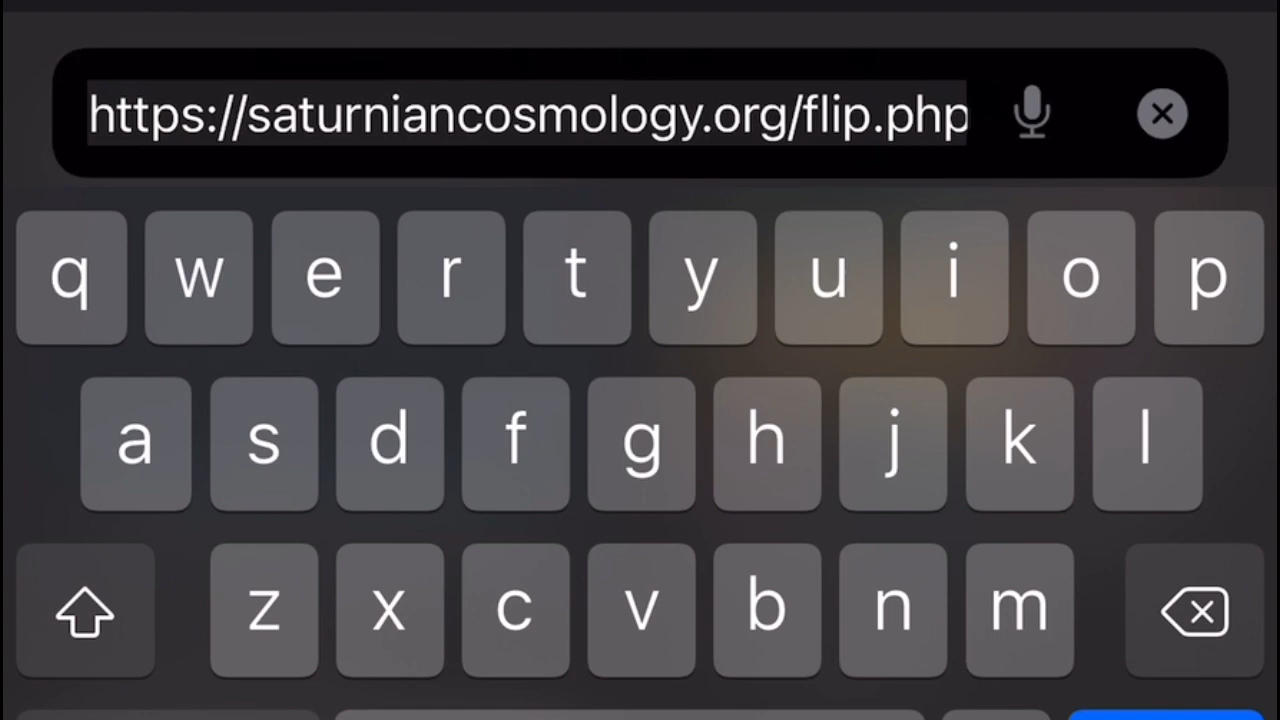 https://saturniancosmology.org/flip.php
q w e r t y u i o p
a s d f g h j k l
z x c v b n m